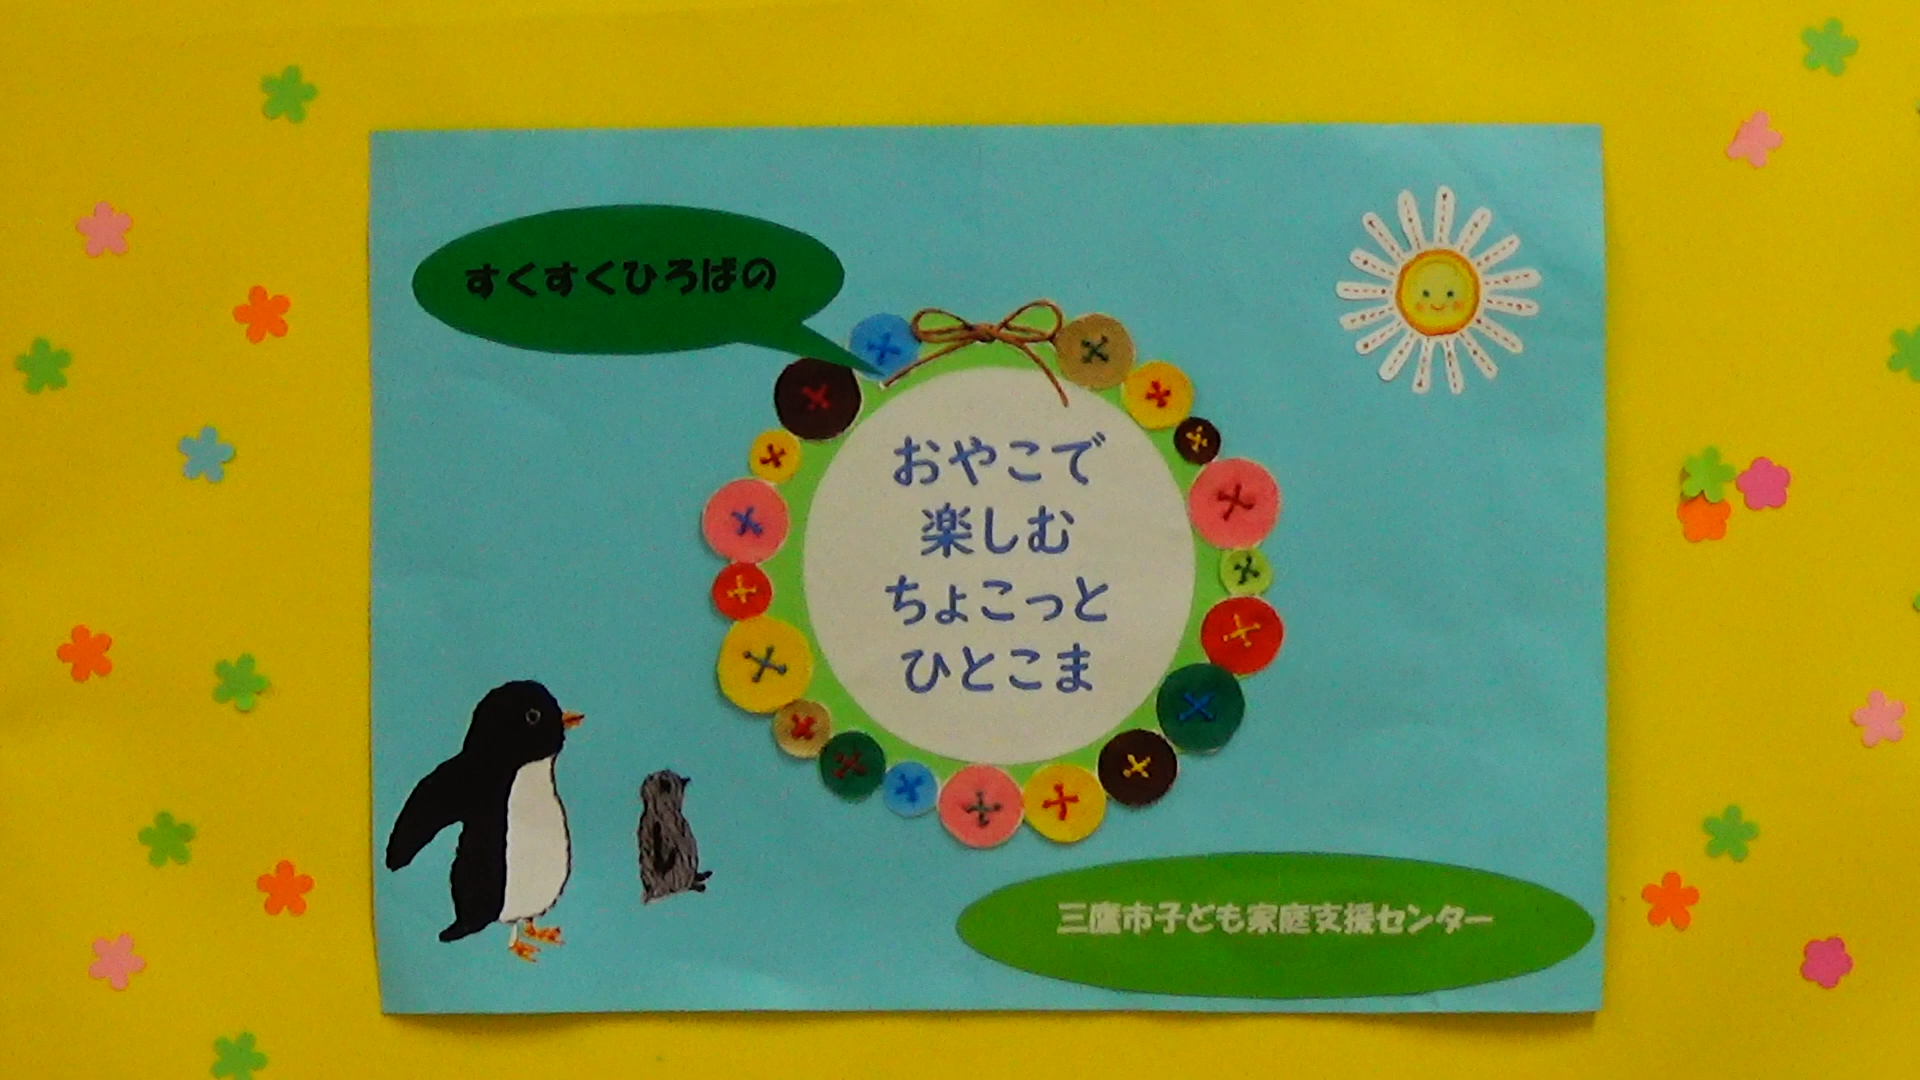 すくすくひろばの
おやこで
楽しむ
ちょこっと
ひとこま
三鷹市子ども家庭支援センター